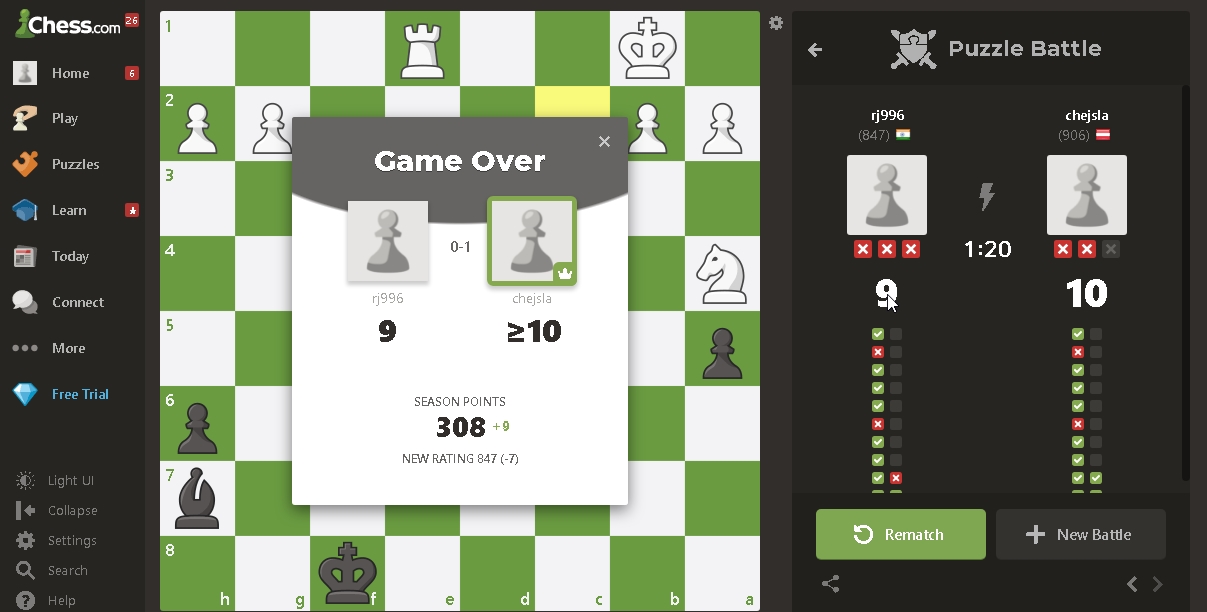 Chess.com 26
Home 6
Play
Puzzles
Learn
Today
Connect
More
Free Trial
Light UI
Collapse
Settings
Search
Help
1
2
3
4
5
6
7
8
h g f e d c b a
Game Over
×
0-1
rj996 chejsla
9 ≥10
SEASON POINTS
308 +9
NEW RATING 847 (-7)
Puzzle Battle
rj996 chejsla
(847) (906)
1:20
9 10
Rematch
New Battle